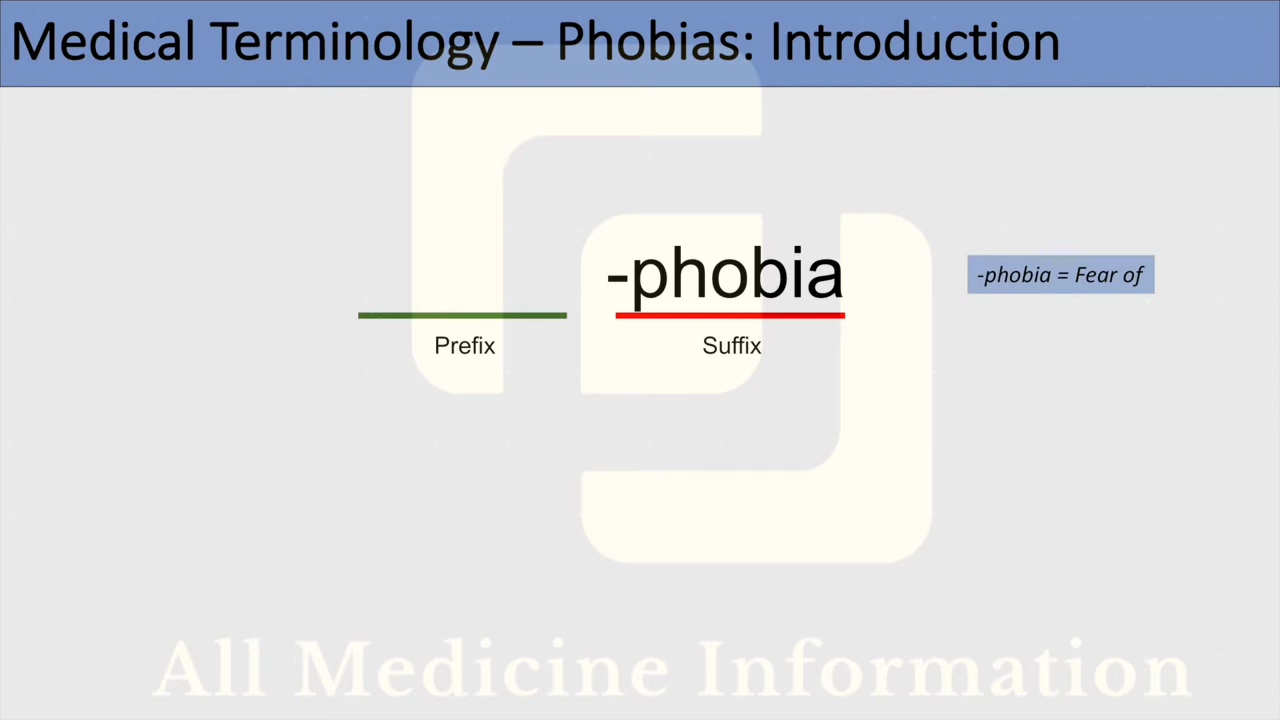 Medical Terminology – Phobias: Introduction
-phobia
-phobia = Fear of
Prefix
Suffix
All Medicine Information